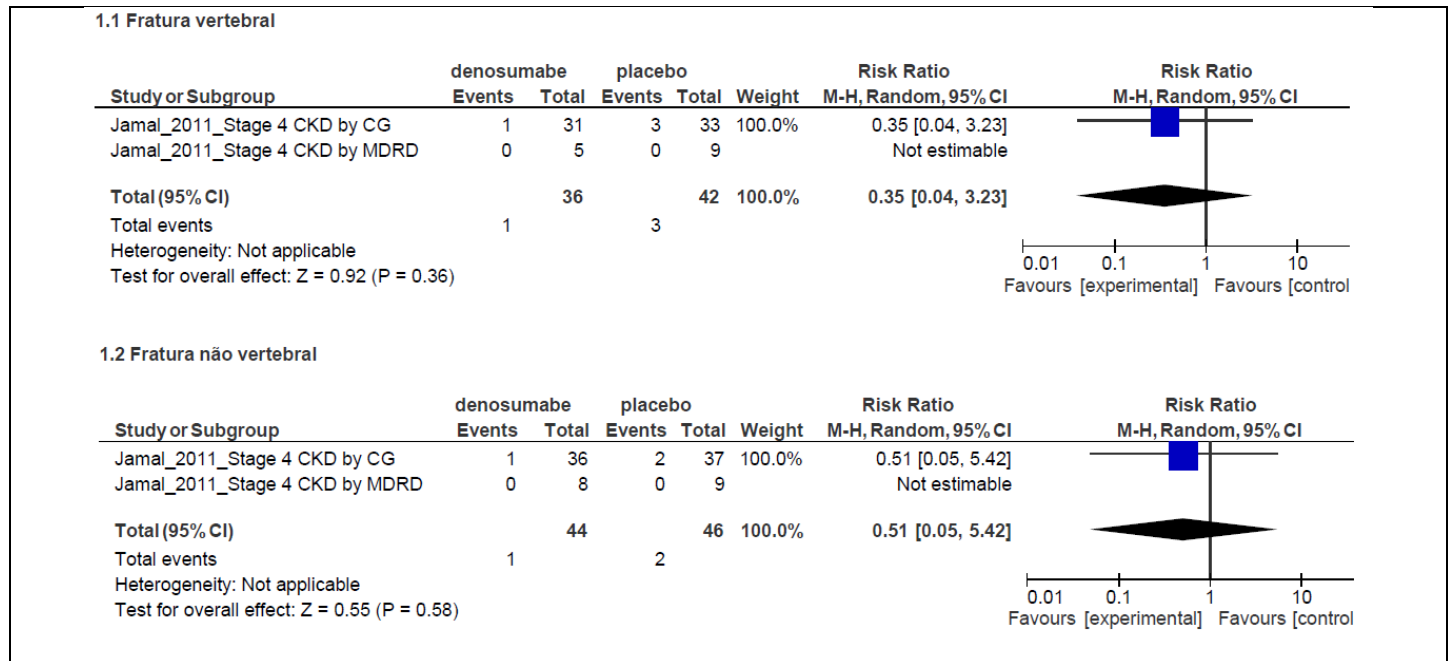 1.1 Fratura vertebral
denosumabe placebo Risk Ratio Risk Ratio
Study or Subgroup Events Total Events Total Weight M-H, Random, 95% CI M-H, Random, 95% CI
Jamal_2011_Stage 4 CKD by CG 1 31 3 33 100.0% 0.35 [0.04, 3.23]
Jamal_2011_Stage 4 CKD by MDRD 0 5 0 9 Not estimable
Total (95% CI) 36 42 100.0% 0.35 [0.04, 3.23]
Total events 1 3
Heterogeneity: Not applicable
Test for overall effect: Z = 0.92 (P = 0.36)
0.01 0.1 1 10
Favours [experimental] Favours [control
1.2 Fratura não vertebral
denosumabe placebo Risk Ratio Risk Ratio
Study or Subgroup Events Total Events Total Weight M-H, Random, 95% CI M-H, Random, 95% CI
Jamal_2011_Stage 4 CKD by CG 1 36 2 37 100.0% 0.51 [0.05, 5.42]
Jamal_2011_Stage 4 CKD by MDRD 0 8 0 9 Not estimable
Total (95% CI) 44 46 100.0% 0.51 [0.05, 5.42]
Total events 1 2
Heterogeneity: Not applicable
Test for overall effect: Z = 0.55 (P = 0.58)
0.01 0.1 1 10
Favours [experimental] Favours [control